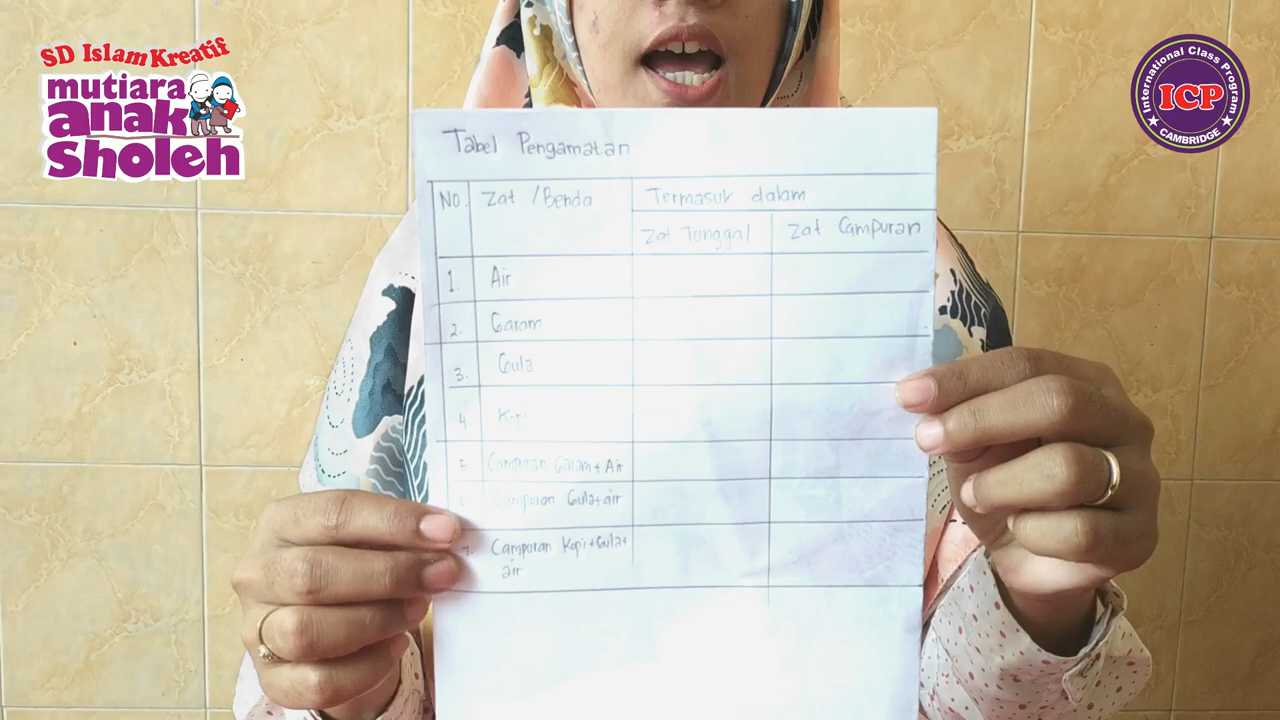 SD Islam Kreatif
mutiara
anak
sholeh
International Class Program
ICP
CAMBRIDGE
Tabel Pengamatan
No. Zat /Benda Termasuk dalam
Zat Tunggal Zat Campuran
1. Air
2. Garam
3. Gula
4. Kopi
5. Campuran Garam + Air
Campuran Gula+ air
7. Campuran Kopi+Gula+
air